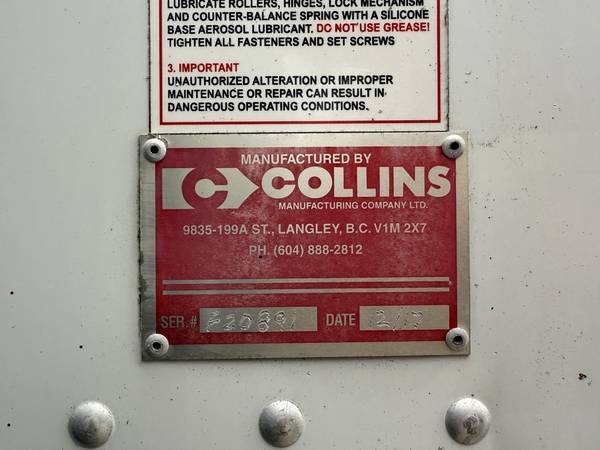 LUBRICATE ROLLERS, HINGES, LOCK MECHANISM
AND COUNTER-BALANCE SPRING WITH A SILICONE
BASE AEROSOL LUBRICANT. DO NOT USE GREASE!
TIGHTEN ALL FASTENERS AND SET SCREWS
3. IMPORTANT
UNAUTHORIZED ALTERATION OR IMPROPER
MAINTENANCE OR REPAIR CAN RESULT IN
DANGEROUS OPERATING CONDITIONS.
MANUFACTURED BY
COLLINS
MANUFACTURING COMPANY LTD.
9835-199A ST., LANGLEY, B.C. V1M 2X7
PH. (604) 888-2812
SER.# DATE 2/17